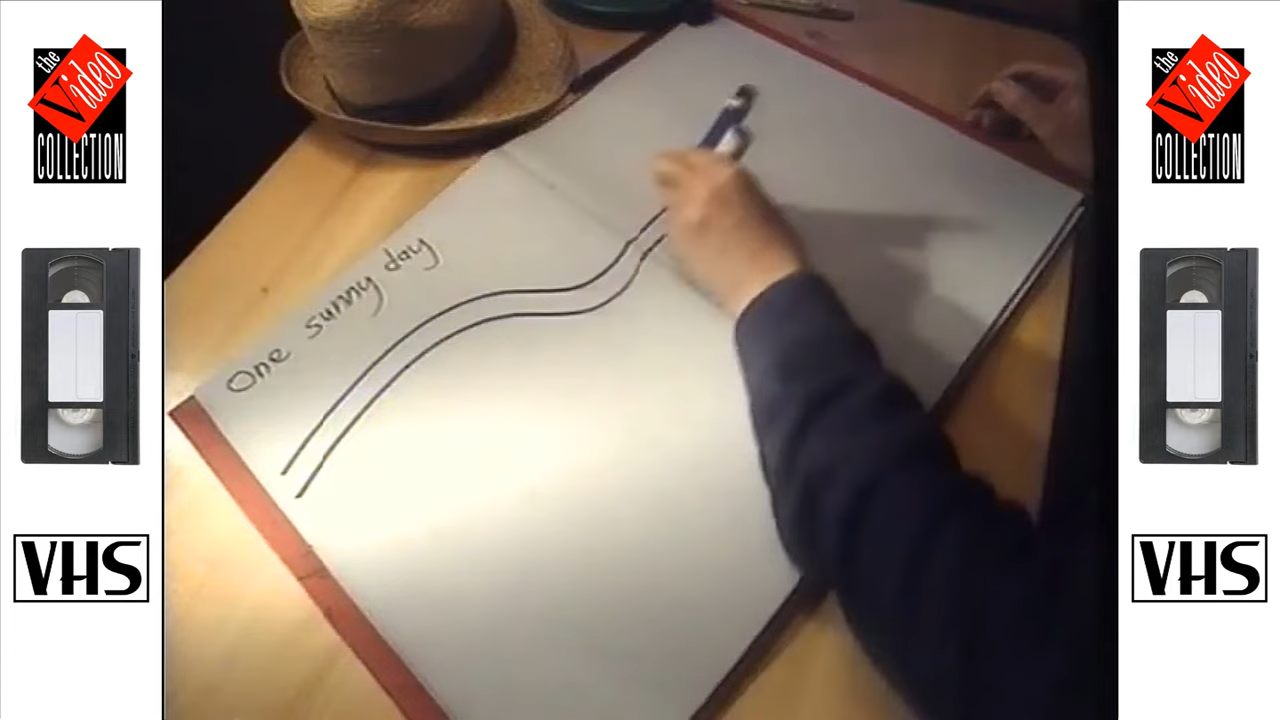 the
Video
COLLECTION
VHS
One sunny day
the
Video
COLLECTION
VHS